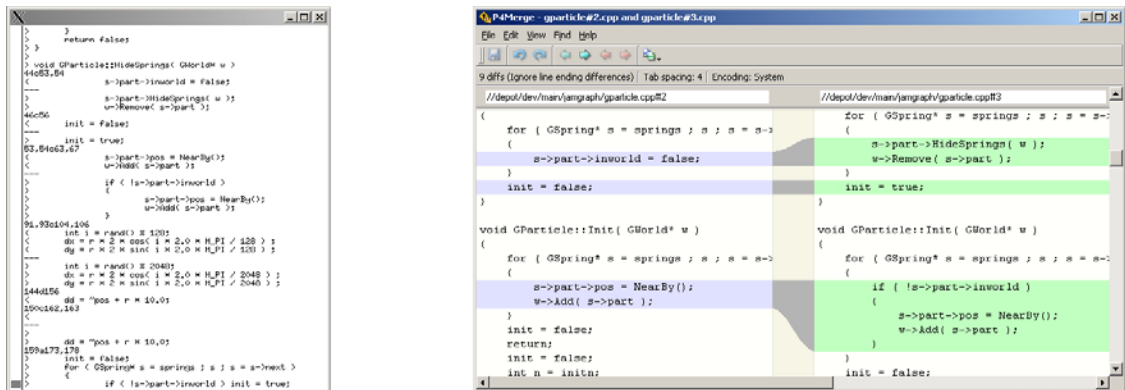 >       }
>       return false;
> }
>
> void GParticle::HideSprings( GWorld* w )
44c53,54
<               s->part->inworld = false;
---
>               s->part->HideSprings( w );
>               w->Remove( s->part );
46c56
<       init = false;
---
>       init = true;
53,54c63,67
<               s->part->pos = NearBy();
<               w->Add( s->part );
---
>               if ( !s->part->inworld )
>               {
>                       s->part->pos = NearBy();
>                       w->Add( s->part );
>               }
91,93c104,106
<       int i = rand() % 128;
<       dx = r * 2 * cos( i * 2.0 * M_PI / 128 ) ;
<       dy = r * 2 * sin( i * 2.0 * M_PI / 128 ) ;
---
>       int i = rand() % 2048;
>       dx = r * 2 * cos( i * 2.0 * M_PI / 2048 ) ;
>       dy = r * 2 * sin( i * 2.0 * M_PI / 2048 ) ;
144d156
<       dd = ^pos + r * 10.0;
150c162,163
<
---
>
>       dd = ^pos + r * 10.0;
159a173,178
>       init = false;
>       for ( GSpring* s = springs ; s ; s = s->next )
>       {
>               if ( !s->part->inworld ) init = true;
P4Merge - gparticle#2.cpp and gparticle#3.cpp
File Edit View Find Help
9 diffs (Ignore line ending differences) Tab spacing: 4 Encoding: System
//depot/dev/main/jamgraph/gparticle.cpp#2
{
for ( GSpring* s = springs ; s ; s = s->
{
s->part->inworld = false;
}
init = false;
}
void GParticle::Init( GWorld* w )
{
for ( GSpring* s = springs ; s ; s = s->
{
s->part->pos = NearBy();
w->Add( s->part );
}
init = false;
return;
init = false;
int n = initn;
//depot/dev/main/jamgraph/gparticle.cpp#3
for ( GSpring* s = springs ; s ; s = s->
{
s->part->HideSprings( w );
w->Remove( s->part );
}
init = true;
}
void GParticle::Init( GWorld* w )
{
for ( GSpring* s = springs ; s ; s = s->
{
if ( !s->part->inworld )
{
s->part->pos = NearBy();
w->Add( s->part );
}
}
init = false;